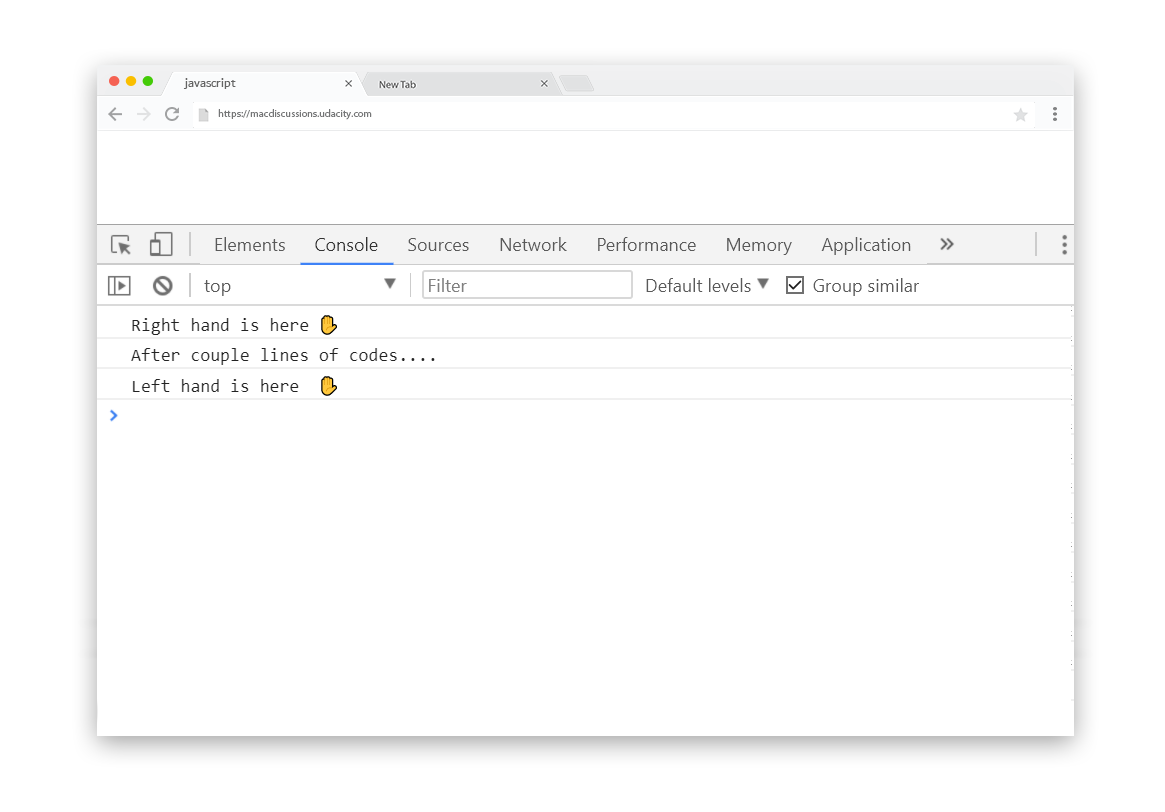 javascript
New Tab
https://macdiscussions.udacity.com
Elements Console Sources Network Performance Memory Application »
top ▼ Filter Default levels ▼ Group similar
Right hand is here ✋
After couple lines of codes....
Left hand is here ✋